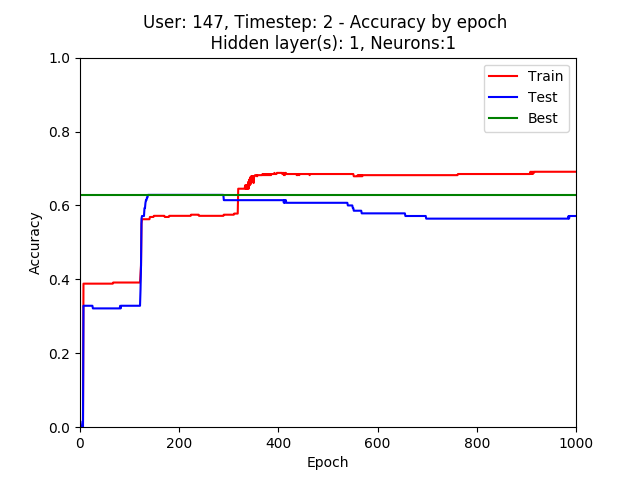 User: 147, Timestep: 2 - Accuracy by epoch
Hidden layer(s): 1, Neurons:1
Train
Test
Best
1.0
0.8
0.6
0.4
0.2
0.0
Accuracy
0 200 400 600 800 1000
Epoch